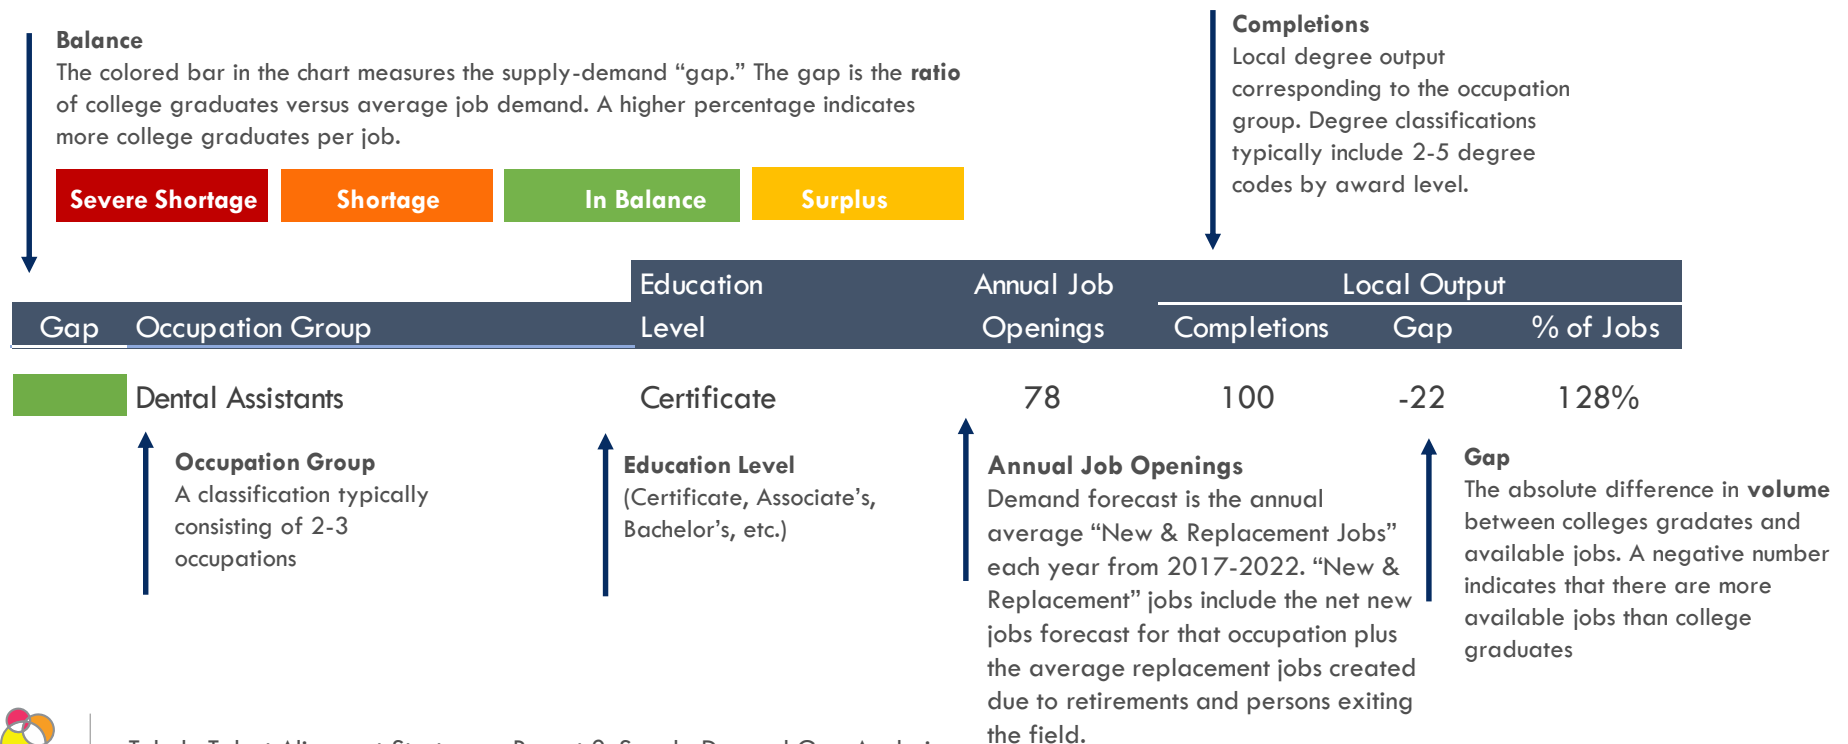 Balance
The colored bar in the chart measures the supply-demand “gap.” The gap is the ratio
of college graduates versus average job demand. A higher percentage indicates
more college graduates per job.
Severe Shortage
Shortage
In Balance
Surplus
Completions
Local degree output
corresponding to the occupation
group. Degree classifications
typically include 2-5 degree
codes by award level.
Education Annual Job Local Output
Gap Occupation Group Level Openings Completions Gap % of Jobs
Dental Assistants Certificate 78 100 -22 128%
Occupation Group
A classification typically
consisting of 2-3
occupations
Education Level
(Certificate, Associate’s,
Bachelor’s, etc.)
Annual Job Openings
Demand forecast is the annual
average “New & Replacement Jobs”
each year from 2017-2022. “New &
Replacement” jobs include the net new
jobs forecast for that occupation plus
the average replacement jobs created
due to retirements and persons exiting
the field.
Gap
The absolute difference in volume
between colleges gradates and
available jobs. A negative number
indicates that there are more
available jobs than college
graduates